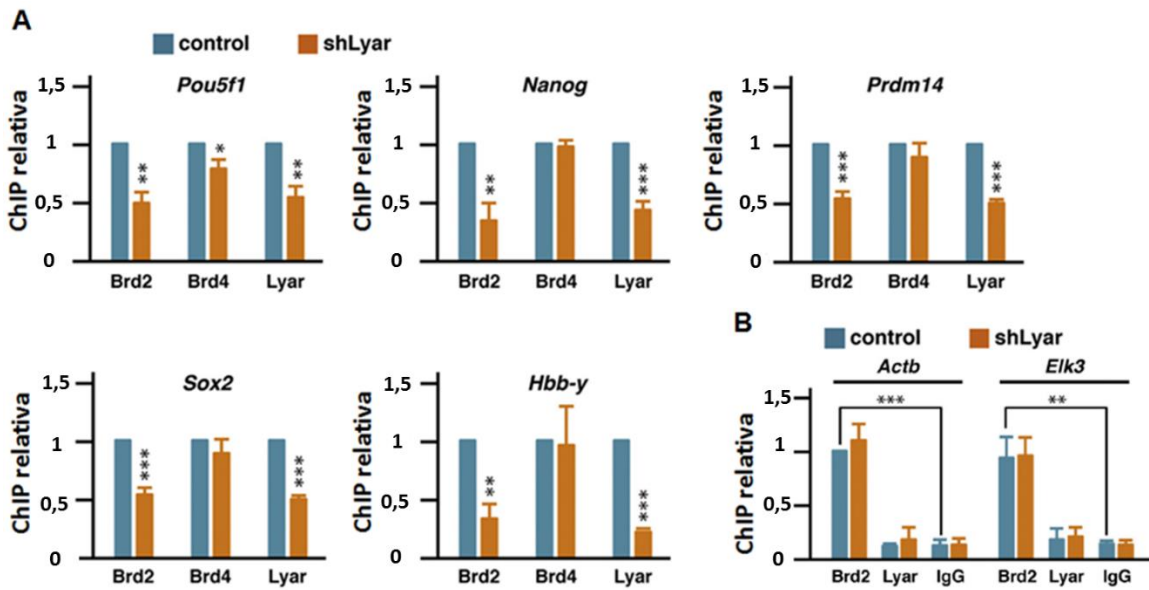 A
control shLyar
Pou5f1
ChIP relativa
1,5
1
0,5
0
** * **
Brd2 Brd4 Lyar
Nanog
ChIP relativa
1,5
1
0,5
0
** ***
Brd2 Brd4 Lyar
Prdm14
ChIP relativa
1,5
1
0,5
0
*** ***
Brd2 Brd4 Lyar
Sox2
ChIP relativa
1,5
1
0,5
0
*** ***
Brd2 Brd4 Lyar
Hbb-y
ChIP relativa
1,5
1
0,5
0
** ***
Brd2 Brd4 Lyar
B
control shLyar
Actb Elk3
ChIP relativa
1,5
1
0,5
0
*** **
Brd2 Lyar IgG Brd2 Lyar IgG